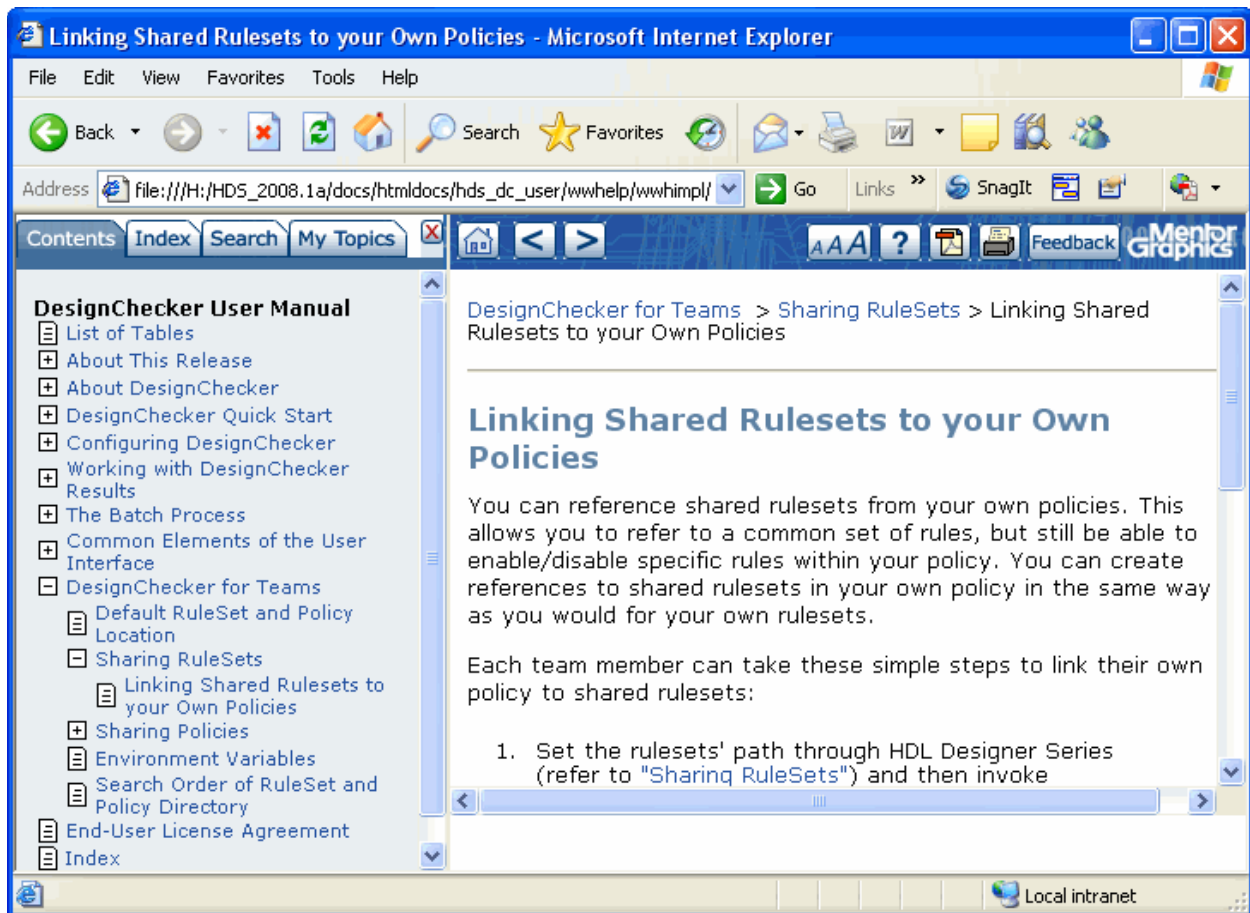 Linking Shared Rulesets to your Own Policies - Microsoft Internet Explorer
File Edit View Favorites Tools Help
Back Search Favorites W
Address file:///H:/HDS_2008.1a/docs/htmldocs/hds_dc_user/wwhelp/wwhimpl/ Go Links » SnagIt
Contents Index Search My Topics X
AAA ? Feedback Mentor
Graphics
DesignChecker User Manual
List of Tables
About This Release
About DesignChecker
DesignChecker Quick Start
Configuring DesignChecker
Working with DesignChecker
Results
The Batch Process
Common Elements of the User
Interface
DesignChecker for Teams
Default RuleSet and Policy
Location
Sharing RuleSets
Linking Shared Rulesets to
your Own Policies
Sharing Policies
Environment Variables
Search Order of RuleSet and
Policy Directory
End-User License Agreement
Index
DesignChecker for Teams > Sharing RuleSets > Linking Shared
Rulesets to your Own Policies
Linking Shared Rulesets to your Own
Policies
You can reference shared rulesets from your own policies. This
allows you to refer to a common set of rules, but still be able to
enable/disable specific rules within your policy. You can create
references to shared rulesets in your own policy in the same way
as you would for your own rulesets.
Each team member can take these simple steps to link their own
policy to shared rulesets:
1. Set the rulesets' path through HDL Designer Series
(refer to "Sharing RuleSets") and then invoke
Local intranet